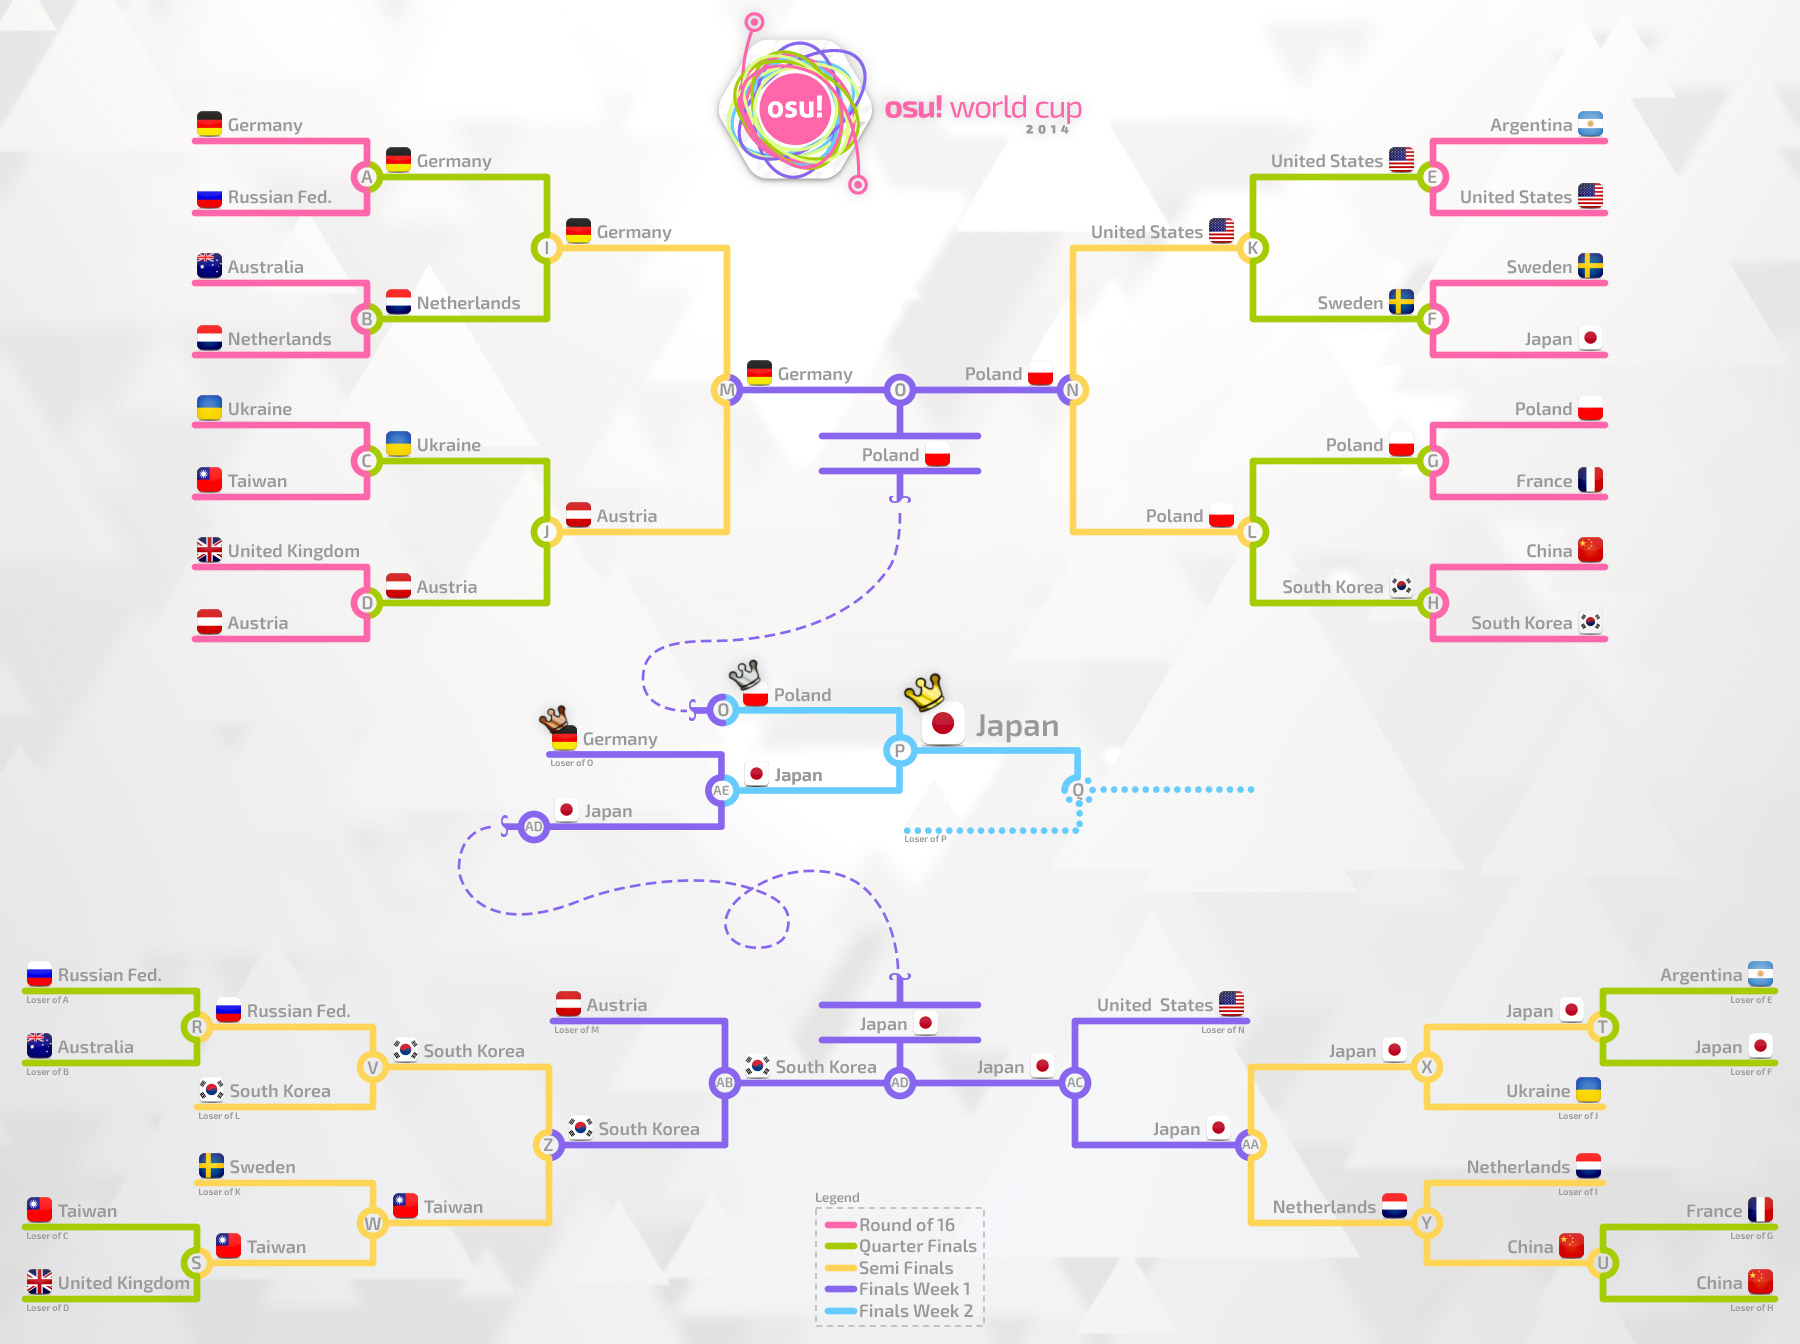 osu!
osu! world cup
2014
Germany
Germany
A
Russian Fed.
Germany
I
Australia
Netherlands
B
Netherlands
Germany
M
Ukraine
Ukraine
C
Taiwan
Austria
J
United Kingdom
Austria
D
Austria
O
Poland
Argentina
United States
E
United States
United States
K
Sweden
Sweden
F
Japan
Poland
N
Poland
Poland
G
France
Poland
L
China
South Korea
H
South Korea
O
Poland
Germany
Loser of O
P
Japan
AE
Japan
Q
Loser of P
AD
Japan
Russian Fed.
Loser of A
R
Russian Fed.
Australia
Loser of B
V
South Korea
South Korea
Loser of L
Z
South Korea
Sweden
Loser of K
W
Taiwan
Taiwan
Loser of C
S
Taiwan
United Kingdom
Loser of D
Austria
Loser of M
AB
South Korea
Japan
AD
Japan
AC
United States
Loser of N
Japan
AA
Argentina
Loser of E
Japan
T
Japan
Loser of F
Japan
X
Ukraine
Loser of J
Netherlands
Loser of I
Netherlands
Y
France
Loser of G
China
U
China
Loser of H
Legend
Round of 16
Quarter Finals
Semi Finals
Finals Week 1
Finals Week 2